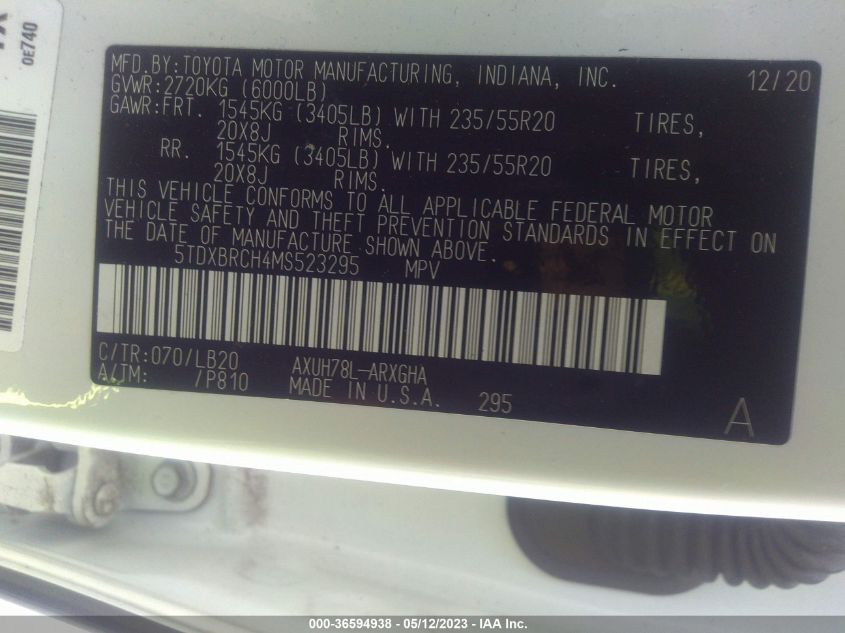 0E740
MFD.BY:TOYOTA MOTOR MANUFACTURING, INDIANA, INC. 12/20
GVWR:2720KG (6000LB)
GAWR:FRT. 1545KG (3405LB) WITH 235/55R20 TIRES,
20X8J RIMS.
RR. 1545KG (3405LB) WITH 235/55R20 TIRES,
20X8J RIMS.
THIS VEHICLE CONFORMS TO ALL APPLICABLE FEDERAL MOTOR
VEHICLE SAFETY AND THEFT PREVENTION STANDARDS IN EFFECT ON
THE DATE OF MANUFACTURE SHOWN ABOVE.
5TDXBRCH4MS523295 MPV
C/TR:070/LB20 AXUH78L-ARXGHA
A/TM: /P810 MADE IN U.S.A. 295
A
000-36594938 - 05/12/2023 - IAA Inc.